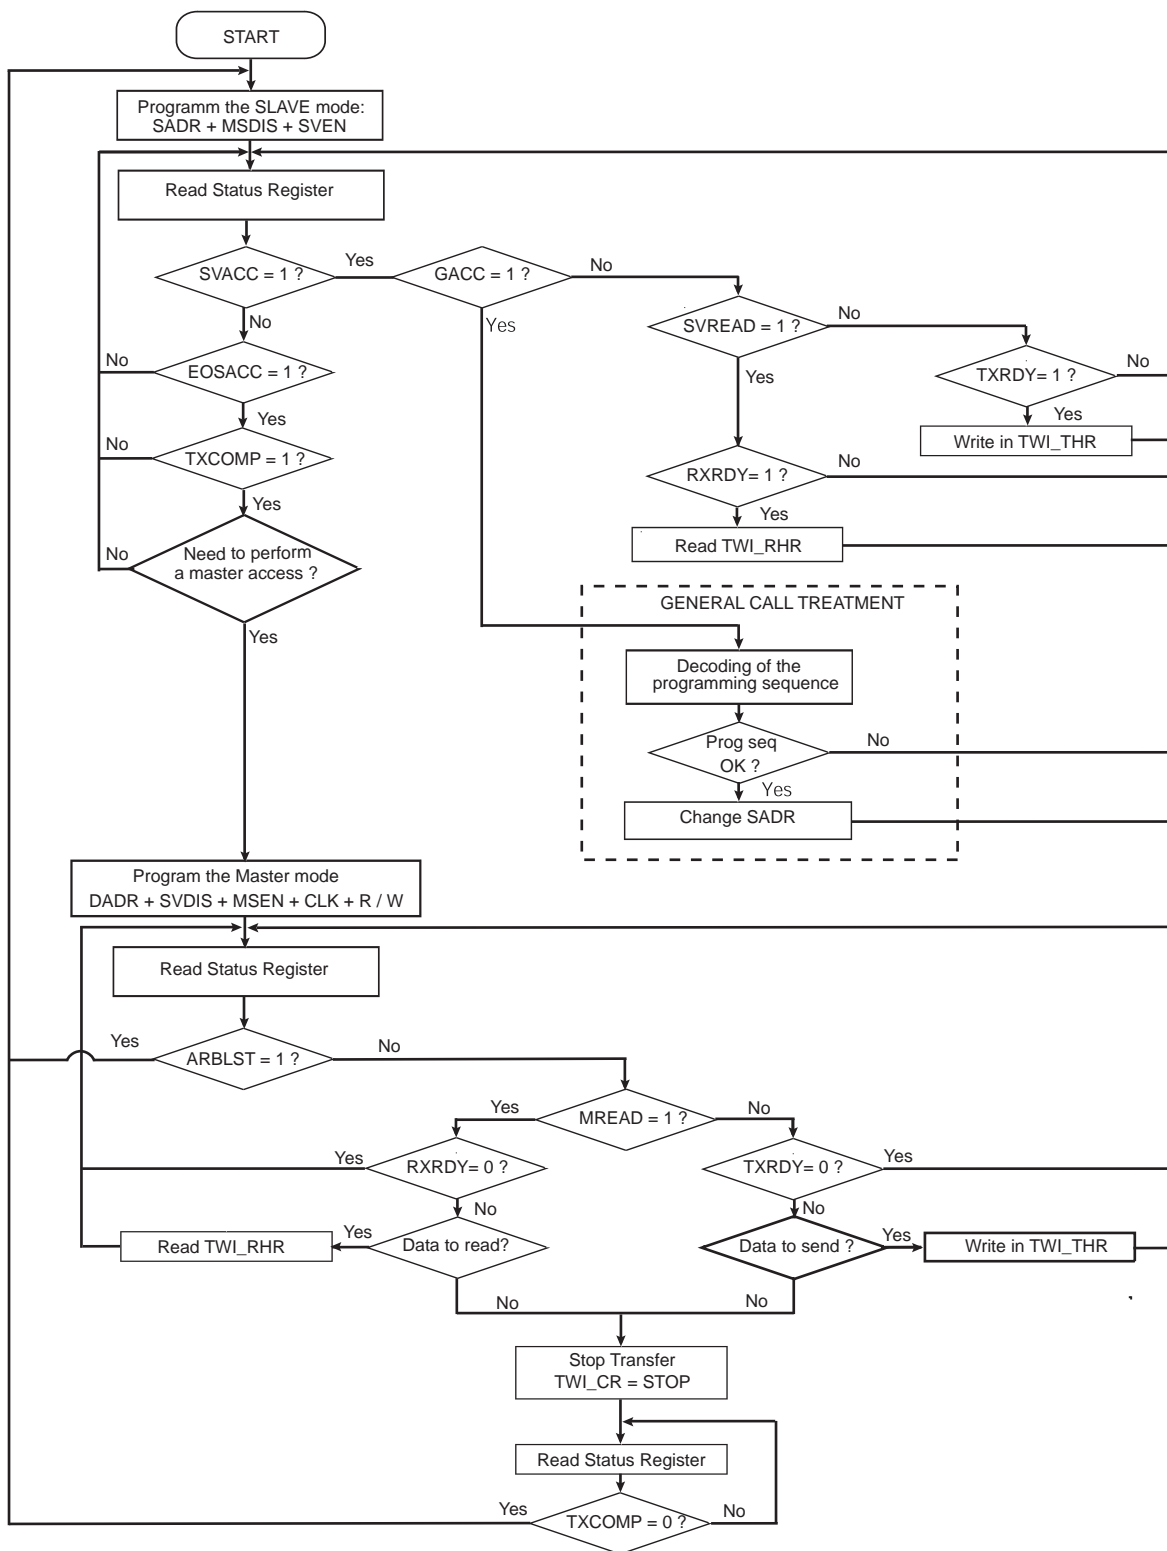 START
Programm the SLAVE mode:
SADR + MSDIS + SVEN
Read Status Register
SVACC = 1 ?
Yes
GACC = 1 ?
No
No
Yes
SVREAD = 1 ?
No
No
EOSACC = 1 ?
Yes
TXRDY= 1 ?
No
Yes
Yes
Write in TWI_THR
No
TXCOMP = 1 ?
RXRDY= 1 ?
No
Yes
Yes
No
Need to perform
a master access ?
Read TWI_RHR
Yes
GENERAL CALL TREATMENT
Decoding of the
programming sequence
Prog seq
OK ?
No
Yes
Change SADR
Program the Master mode
DADR + SVDIS + MSEN + CLK + R / W
Read Status Register
Yes
ARBLST = 1 ?
No
Yes
MREAD = 1 ?
No
Yes
RXRDY= 0 ?
TXRDY= 0 ?
Yes
No
No
Read TWI_RHR
Yes
Data to read?
Data to send ?
Yes
Write in TWI_THR
No
No
Stop Transfer
TWI_CR = STOP
Read Status Register
Yes
TXCOMP = 0 ?
No